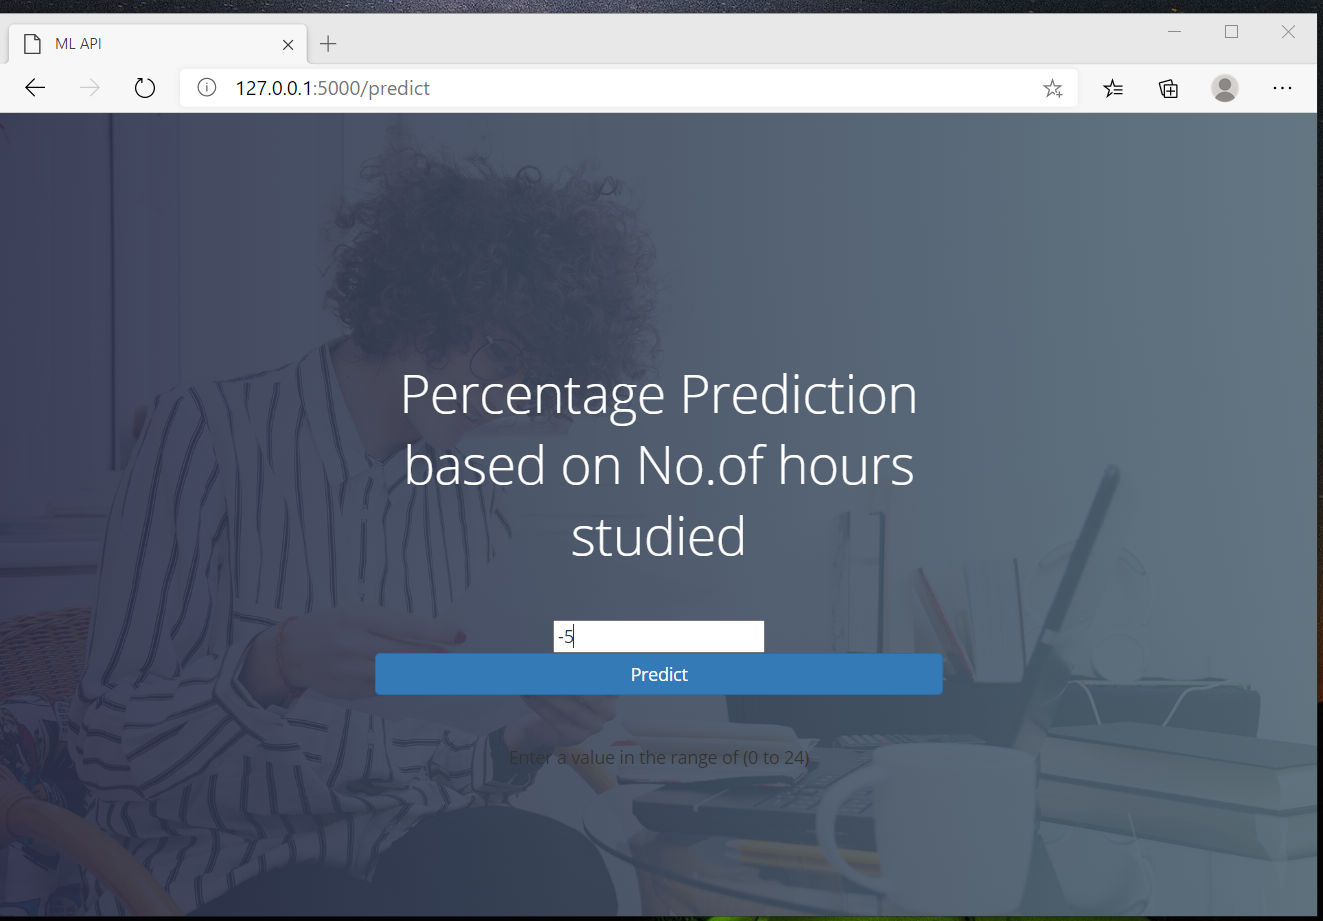 ML API
127.0.0.1:5000/predict
Percentage Prediction
based on No.of hours
studied
-5
Predict
Enter a value in the range of (0 to 24)